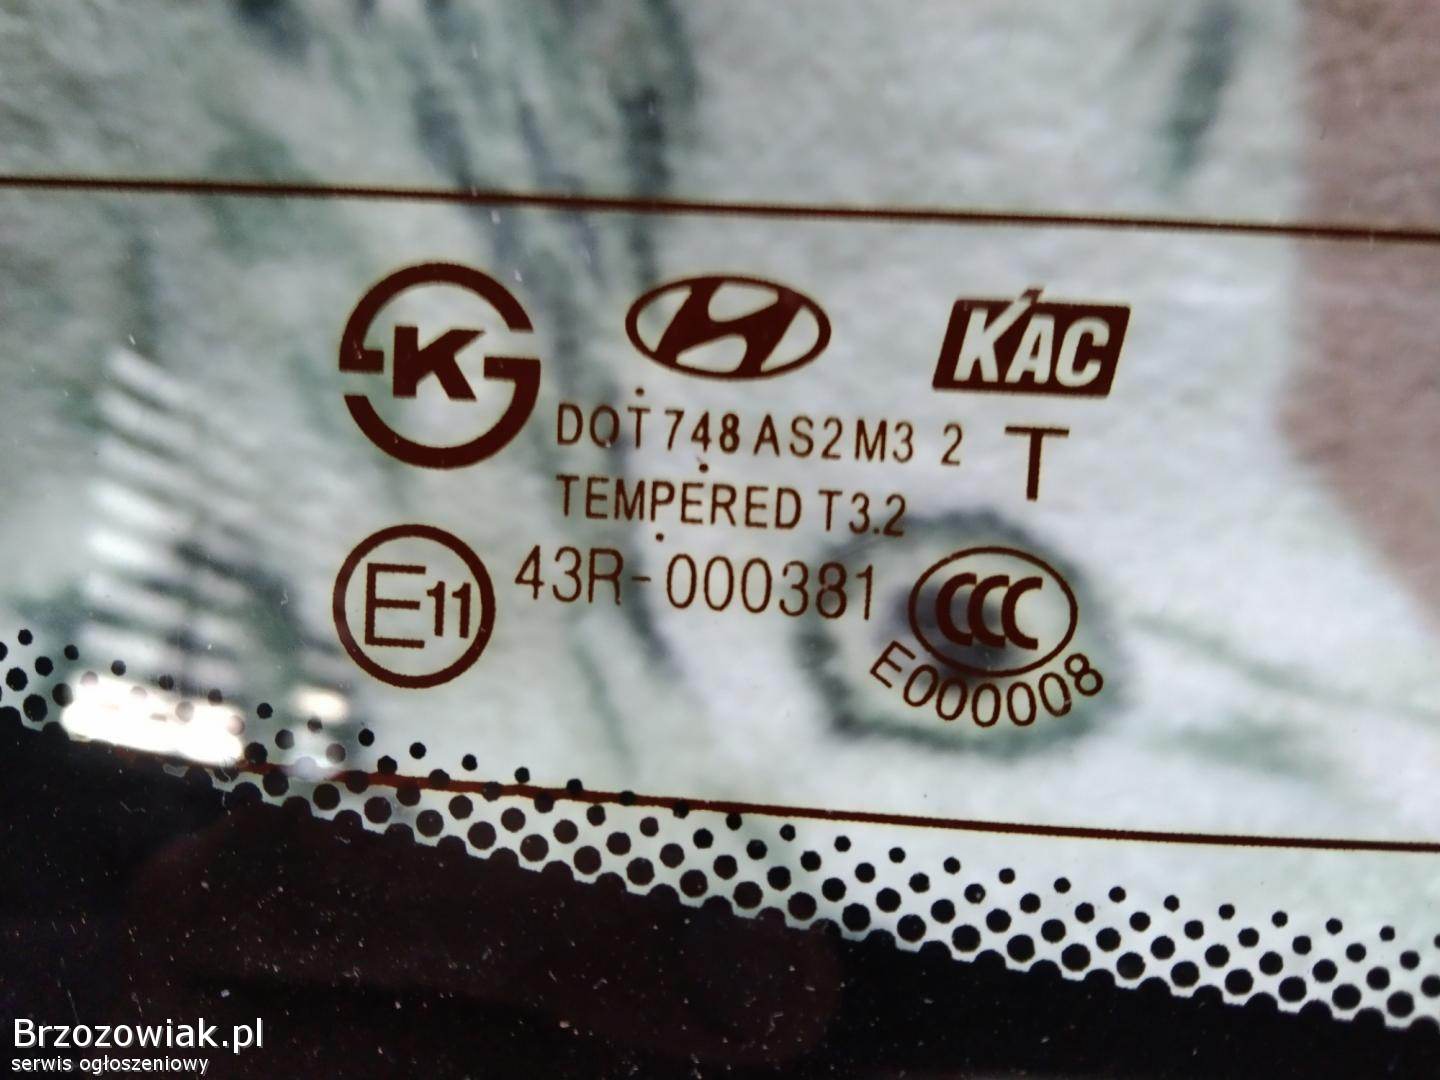 K
KAC
DOT 748 AS2 M3 2
T
TEMPERED T3.2
E11
43R-000381
CCC
E000008
Brzozowiak.pl
serwis ogłoszeniowy